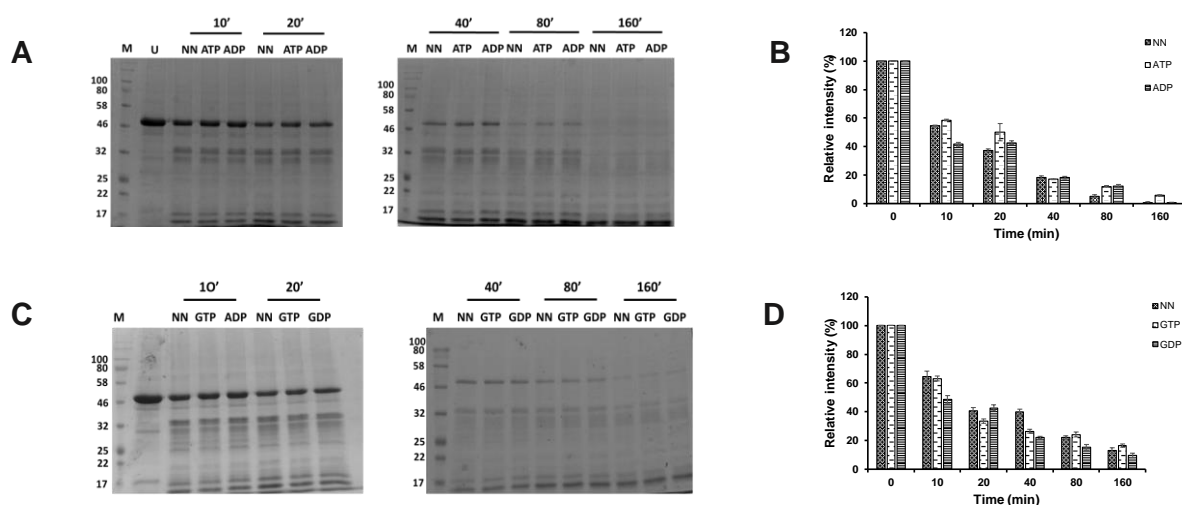 A
10' 20'
M U NN ATP ADP NN ATP ADP
100
80
58
46
32
25
22
17
40' 80' 160'
M NN ATP ADP NN ATP ADP NN ATP ADP
100
80
58
46
32
25
22
17
B
Relative intensity (%)
120
100
80
60
40
20
0
0 10 20 40 80 160
Time (min)
NN
ATP
ADP
C
1O' 20'
M NN GTP ADP NN GTP GDP
100
80
58
46
32
25
22
17
40' 80' 160'
M NN GTP GDP NN GTP GDP NN GTP GDP
100
80
58
46
32
25
22
17
D
Relative intensity (%)
120
100
80
60
40
20
0
0 10 20 40 80 160
Time (min)
NN
GTP
GDP